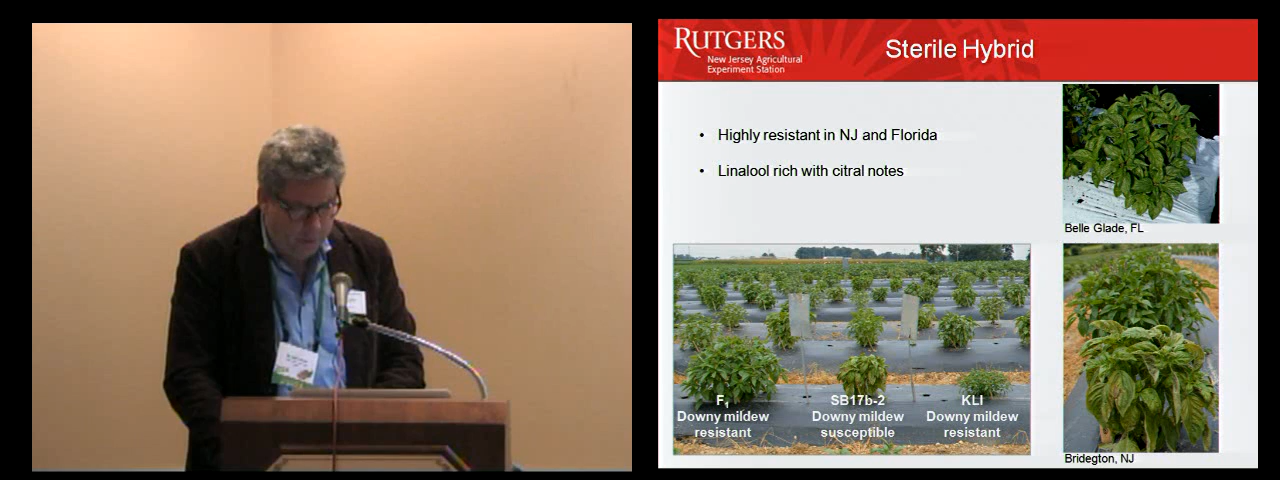 RUTGERS
New Jersey Agricultural
Experiment Station
Sterile Hybrid
• Highly resistant in NJ and Florida
• Linalool rich with citral notes
Belle Glade, FL
F1
Downy mildew
resistant
SB17b-2
Downy mildew
susceptible
KLI
Downy mildew
resistant
Bridegton, NJ